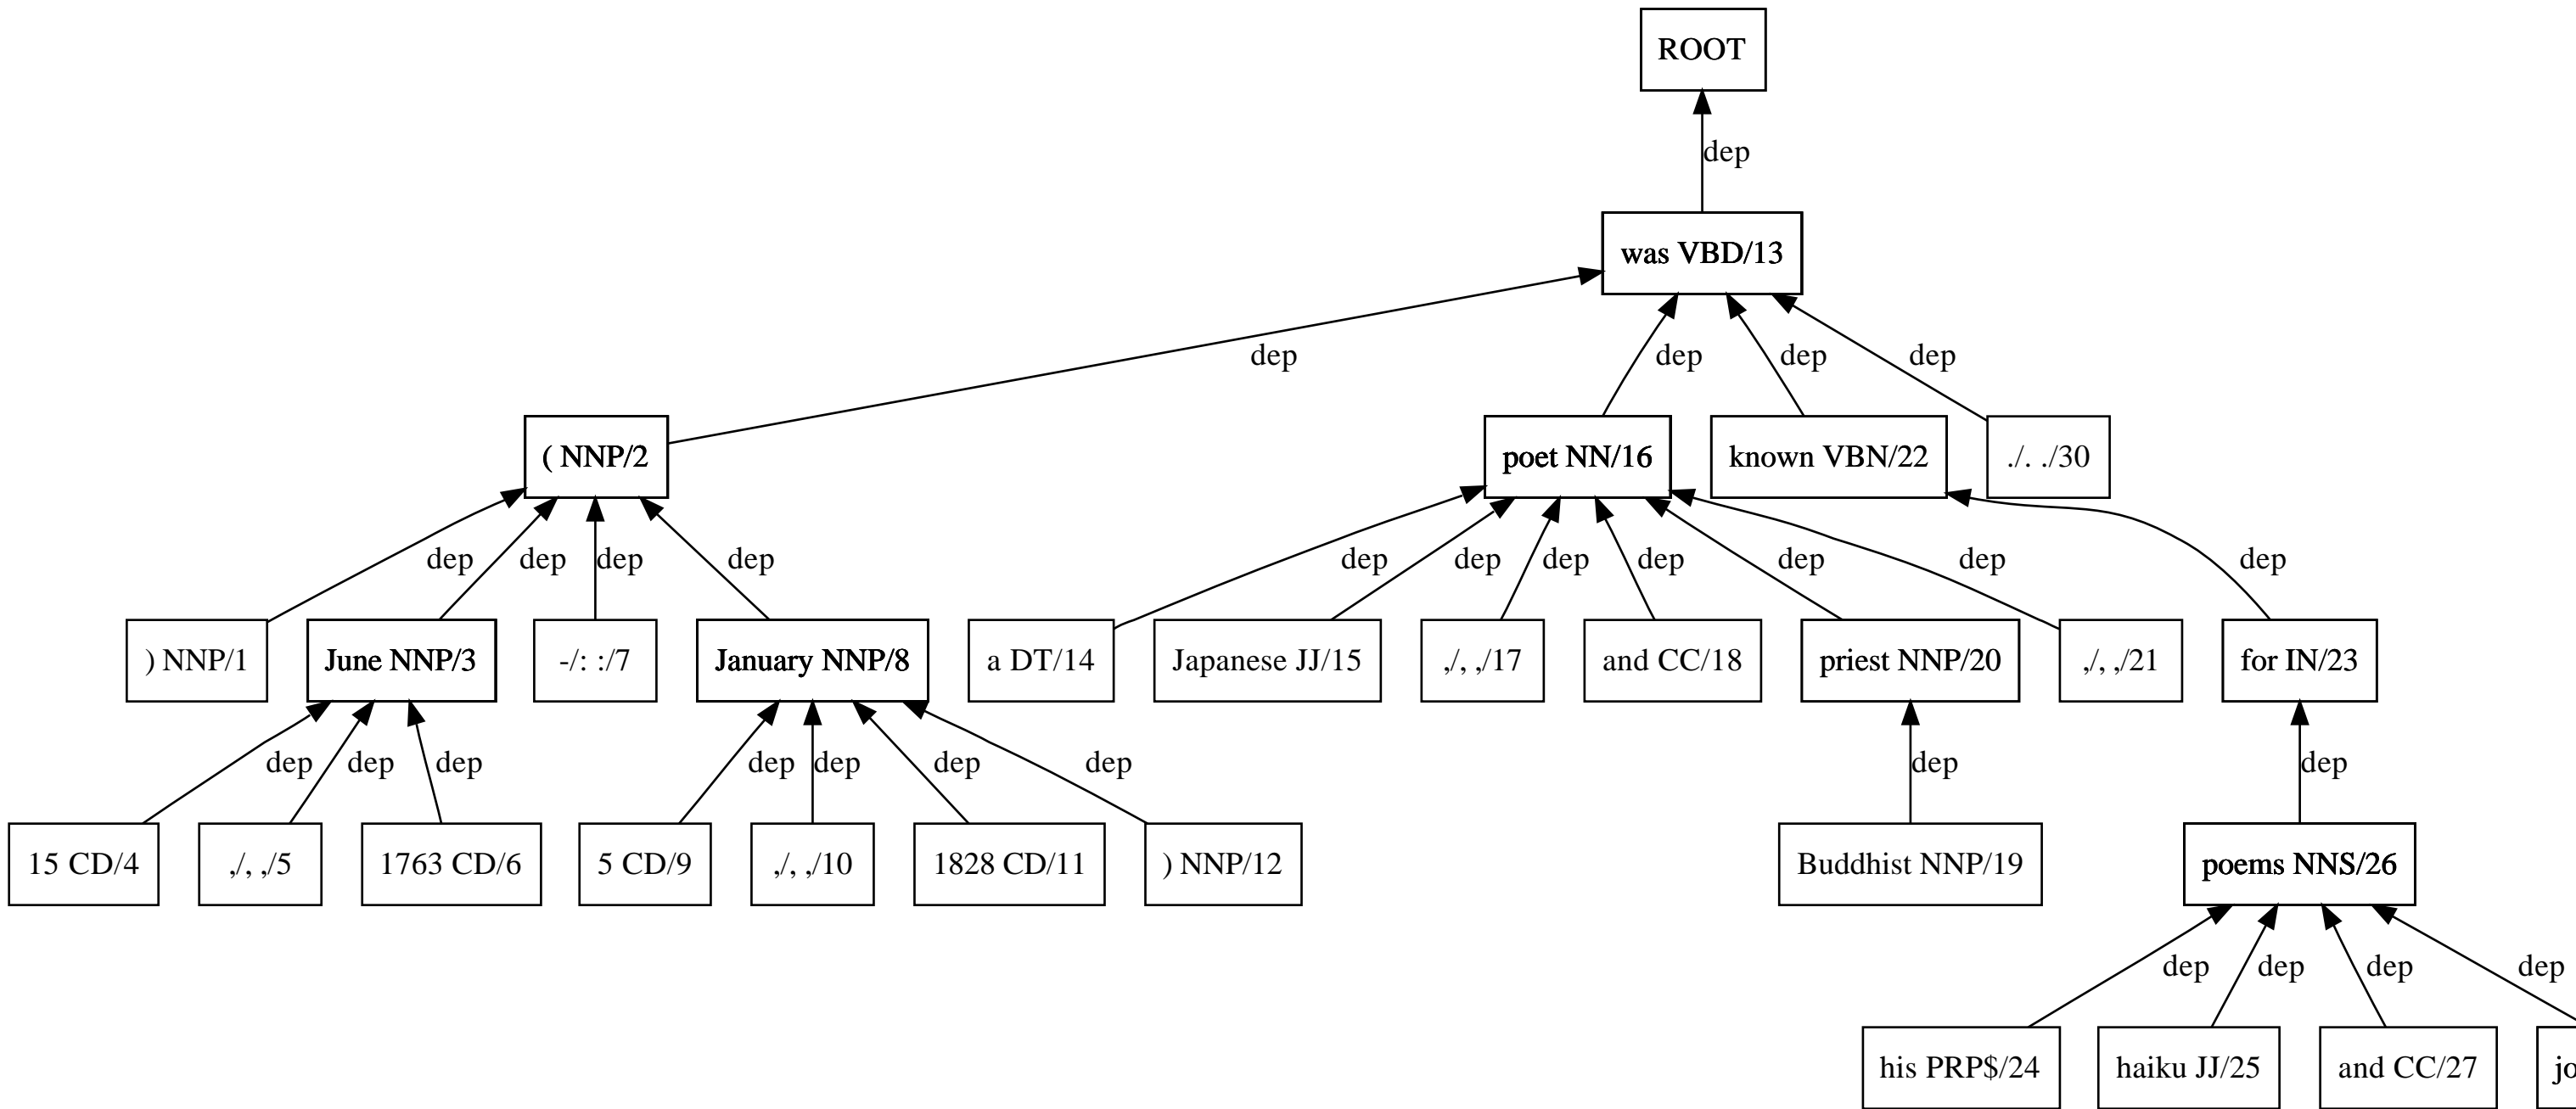 ROOT
dep
was VBD/13
dep dep dep dep
( NNP/2 poet NN/16 known VBN/22 ./. ./30
dep dep dep dep dep dep dep dep dep dep dep
) NNP/1 June NNP/3 -/: :/7 January NNP/8 a DT/14 Japanese JJ/15 ,/, ,/17 and CC/18 priest NNP/20 ,/, ,/21 for IN/23
dep dep dep dep dep dep dep dep dep
15 CD/4 ,/, ,/5 1763 CD/6 5 CD/9 ,/, ,/10 1828 CD/11 ) NNP/12 Buddhist NNP/19 poems NNS/26
dep dep dep dep
his PRP$/24 haiku JJ/25 and CC/27